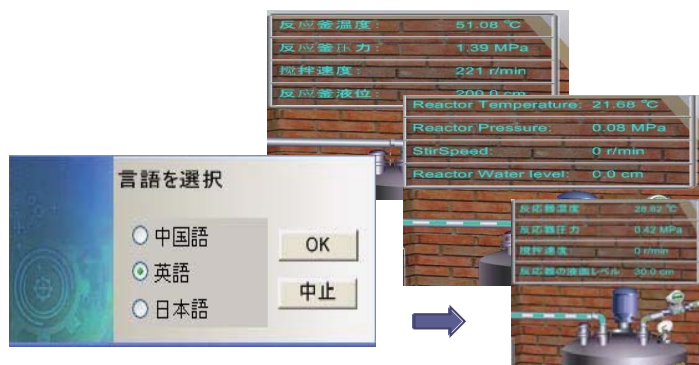 反应釜温度: 51.08 ℃
反应釜压力: 1.39 MPa
搅拌速度: 221 r/min
反应釜液位: 200.0 cm
Reactor Temperature: 21.68 ℃
Reactor Pressure: 0.08 MPa
StirSpeed: 0 r/min
Reactor Water level: 0.0 cm
言語を選択
中国語
英語
日本語
OK
中止
反応器温度 28.82 ℃
反応器圧力 0.42 MPa
搅拌速度: 0 r/min
反応器の液面レベル 30.0 cm